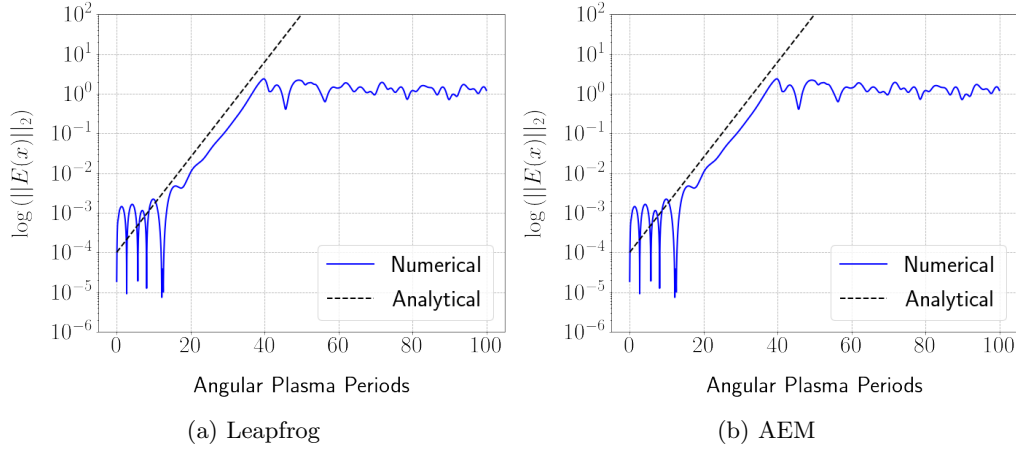 10^2
10^1
10^0
10^{-1}
10^{-2}
10^{-3}
10^{-4}
10^{-5}
10^{-6}
log (||E(x)||_2)
Numerical
Analytical
0 20 40 60 80 100
Angular Plasma Periods
(a) Leapfrog
10^2
10^1
10^0
10^{-1}
10^{-2}
10^{-3}
10^{-4}
10^{-5}
10^{-6}
log (||E(x)||_2)
Numerical
Analytical
0 20 40 60 80 100
Angular Plasma Periods
(b) AEM